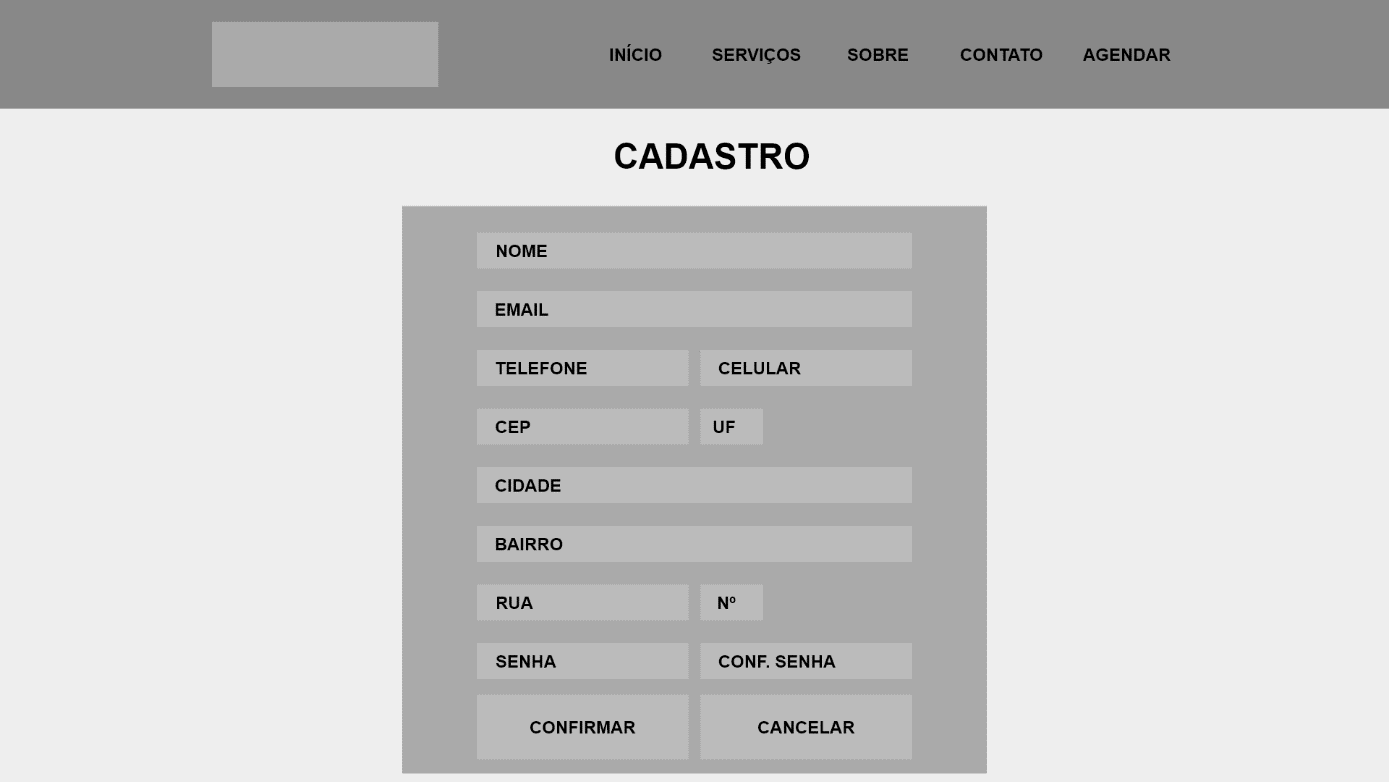 INÍCIO SERVIÇOS SOBRE CONTATO AGENDAR
CADASTRO
NOME
EMAIL
TELEFONE CELULAR
CEP UF
CIDADE
BAIRRO
RUA Nº
SENHA CONF. SENHA
CONFIRMAR CANCELAR